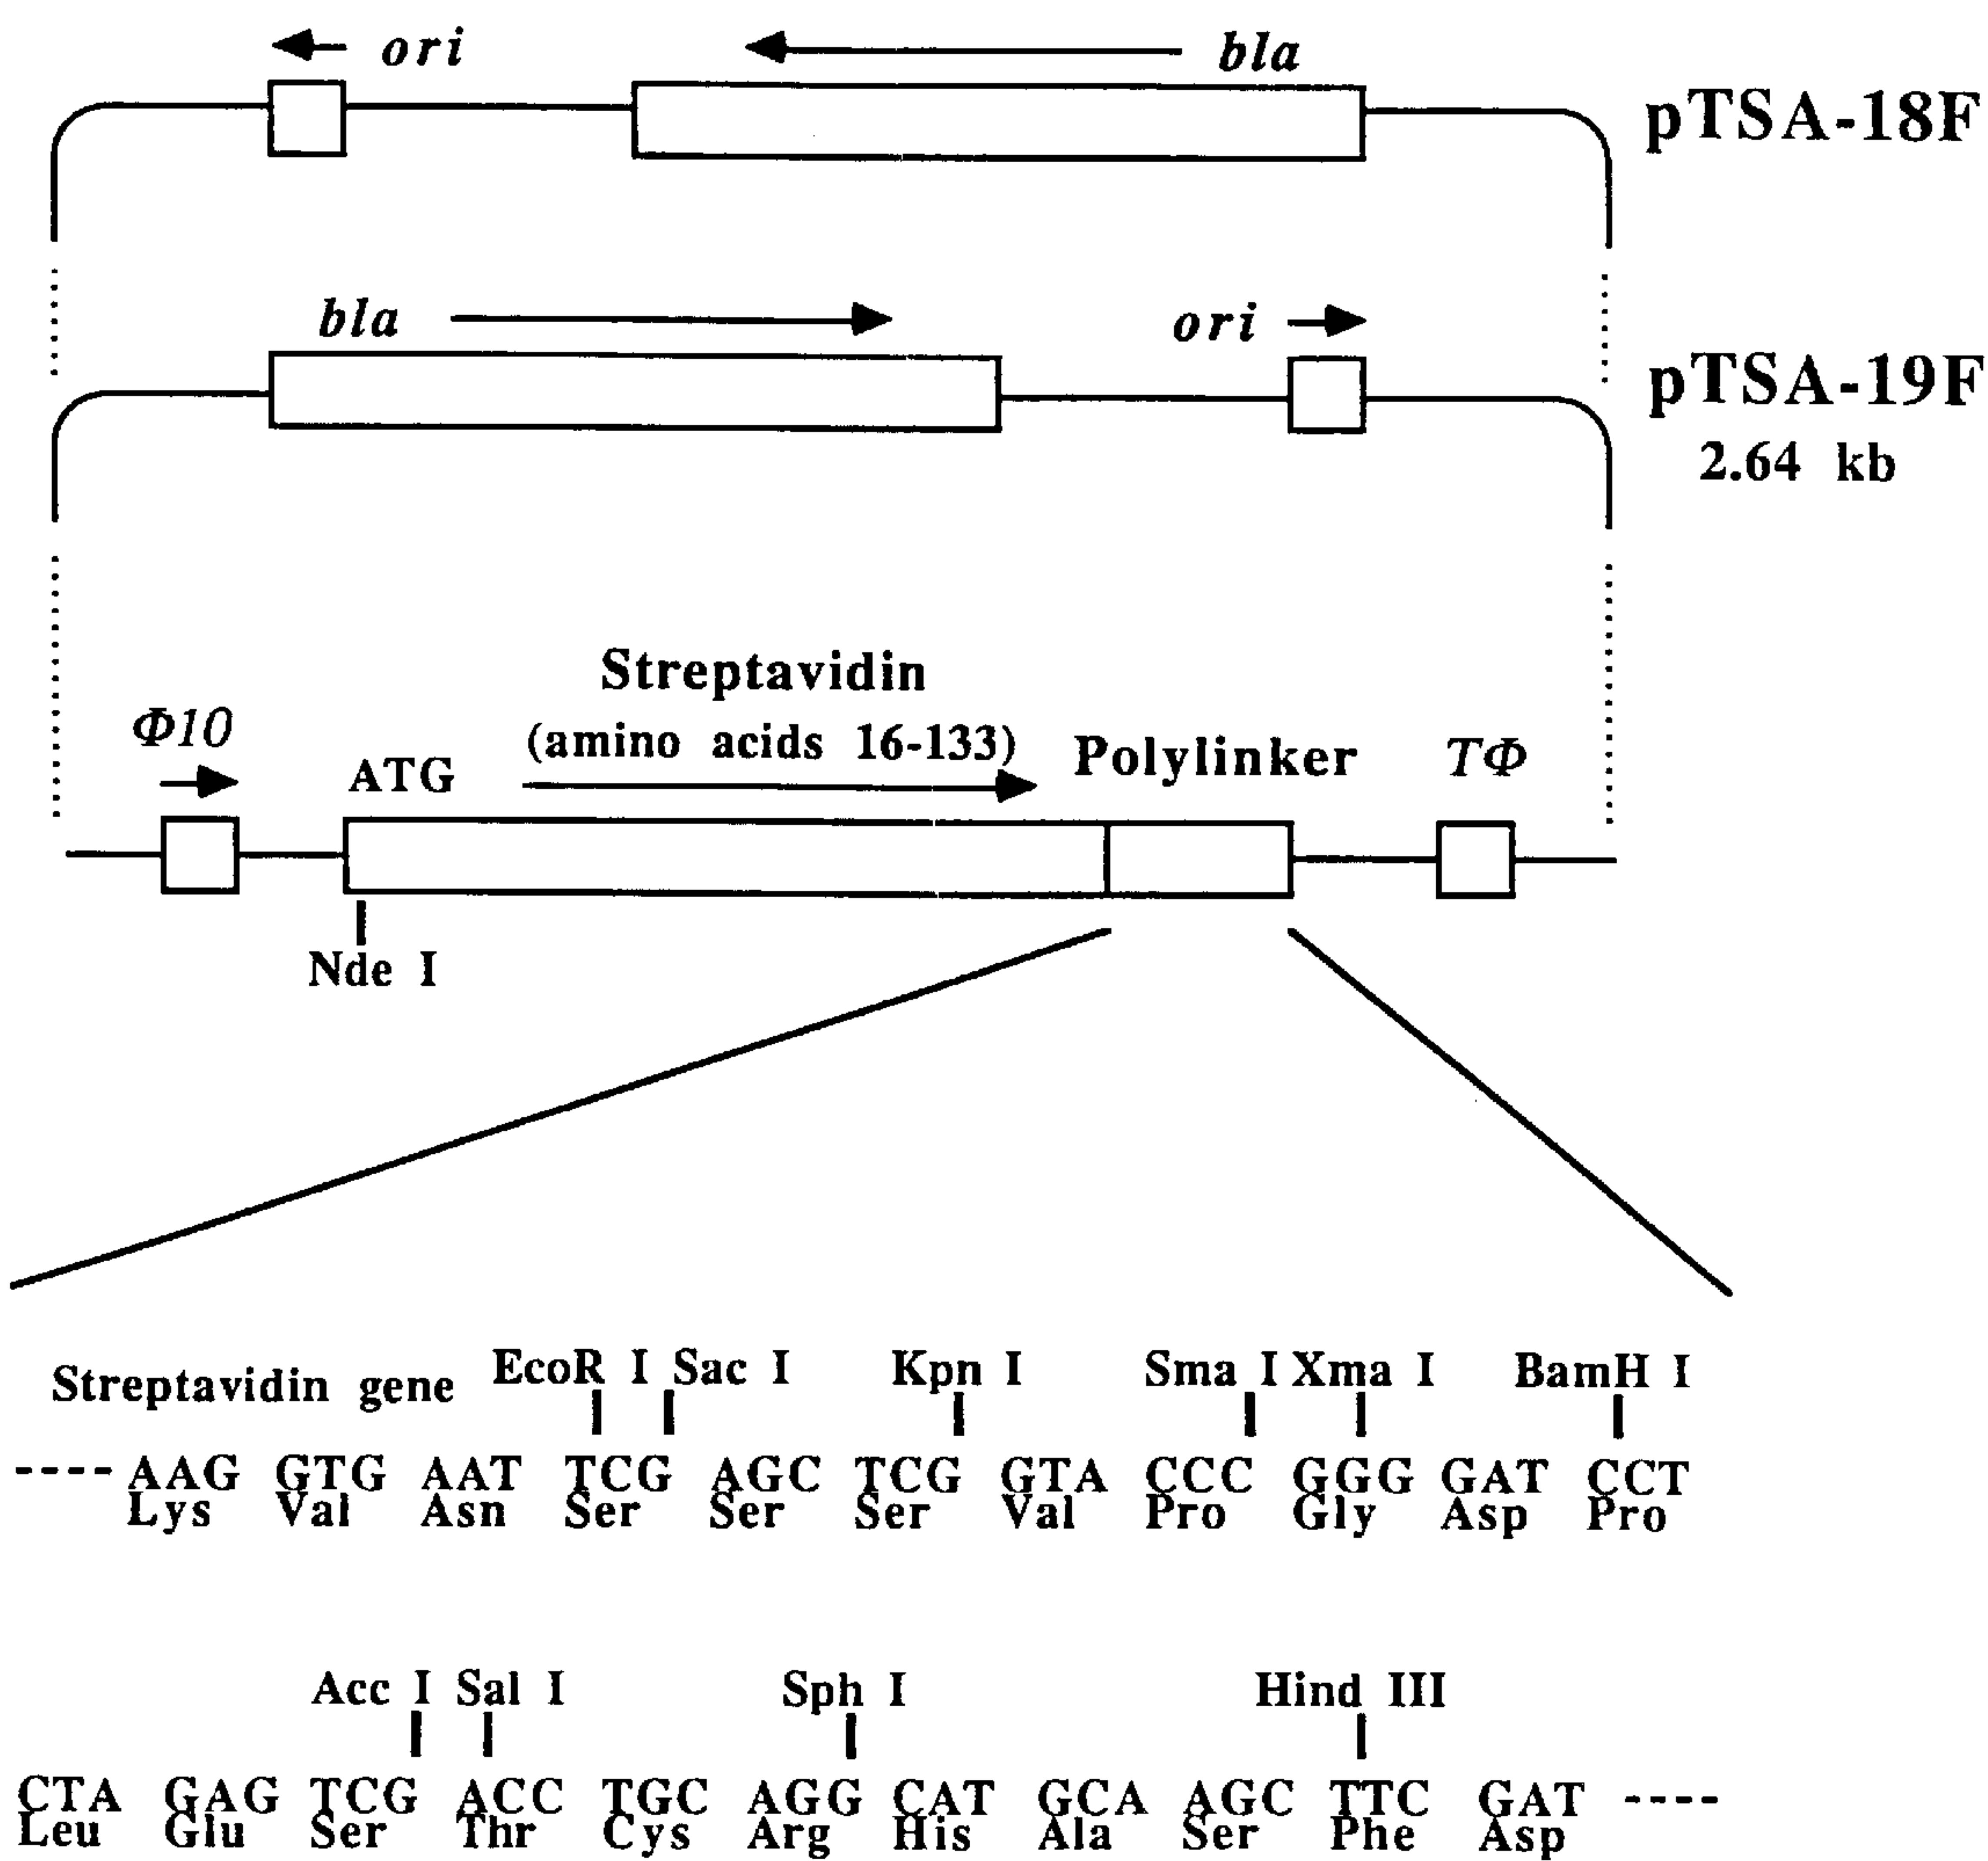 ori bla pTSA-18F
bla ori pTSA-19F
2.64 kb
Streptavidin
(amino acids 16-133)
Φ10 ATG Polylinker TΦ
Nde I
Streptavidin gene EcoR I Sac I Kpn I Sma I Xma I BamH I
---- AAG GTG AAT TCG AGC TCG GTA CCC GGG GAT CCT
Lys Val Asn Ser Ser Ser Val Pro Gly Asp Pro
Acc I Sal I Sph I Hind III
CTA GAG TCG ACC TGC AGG CAT GCA AGC TTC GAT ----
Leu Glu Ser Thr Cys Arg His Ala Ser Phe Asp